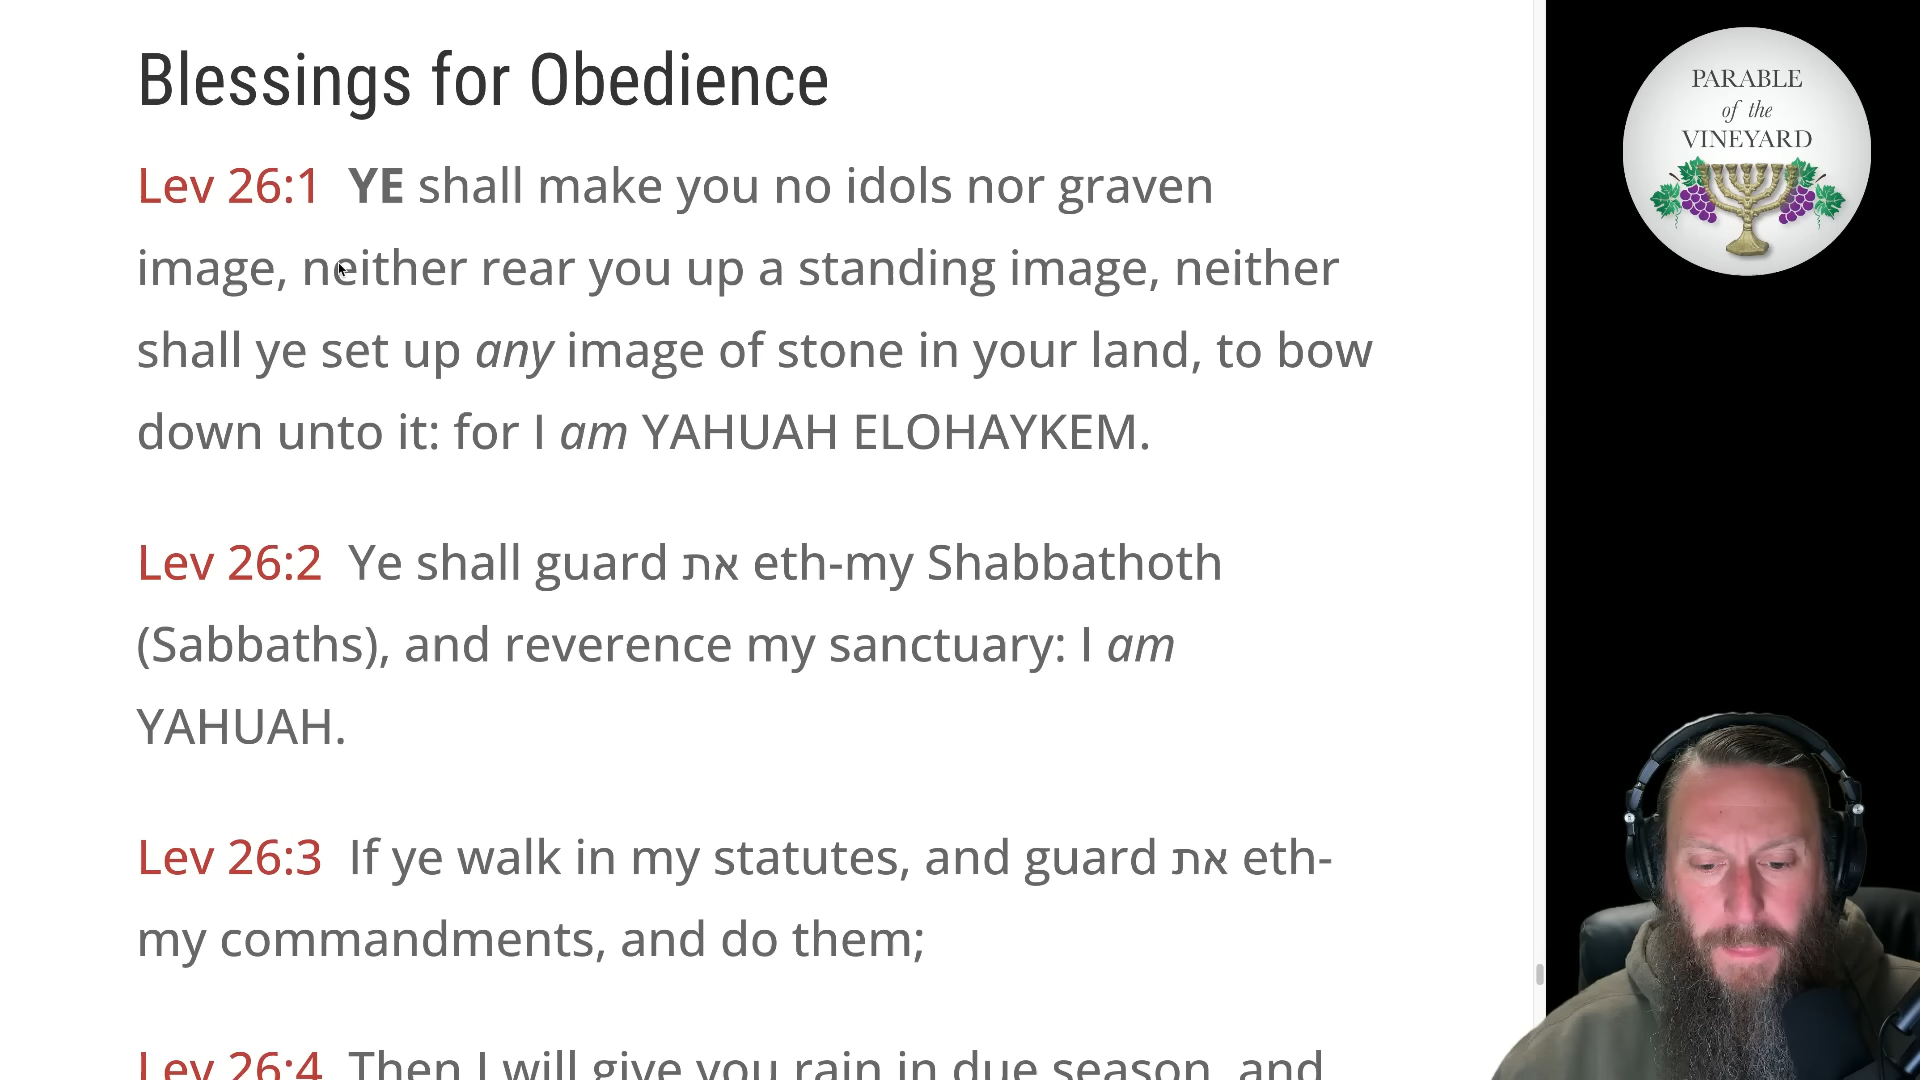 Blessings for Obedience
Lev 26:1 YE shall make you no idols nor graven
image, neither rear you up a standing image, neither
shall ye set up any image of stone in your land, to bow
down unto it: for I am YAHUAH ELOHAYKEM.
Lev 26:2 Ye shall guard את eth-my Shabbathoth
(Sabbaths), and reverence my sanctuary: I am
YAHUAH.
Lev 26:3 If ye walk in my statutes, and guard את eth-
my commandments, and do them;
Lev 26:4 Then I will give you rain in due season, and
PARABLE
of the
VINEYARD